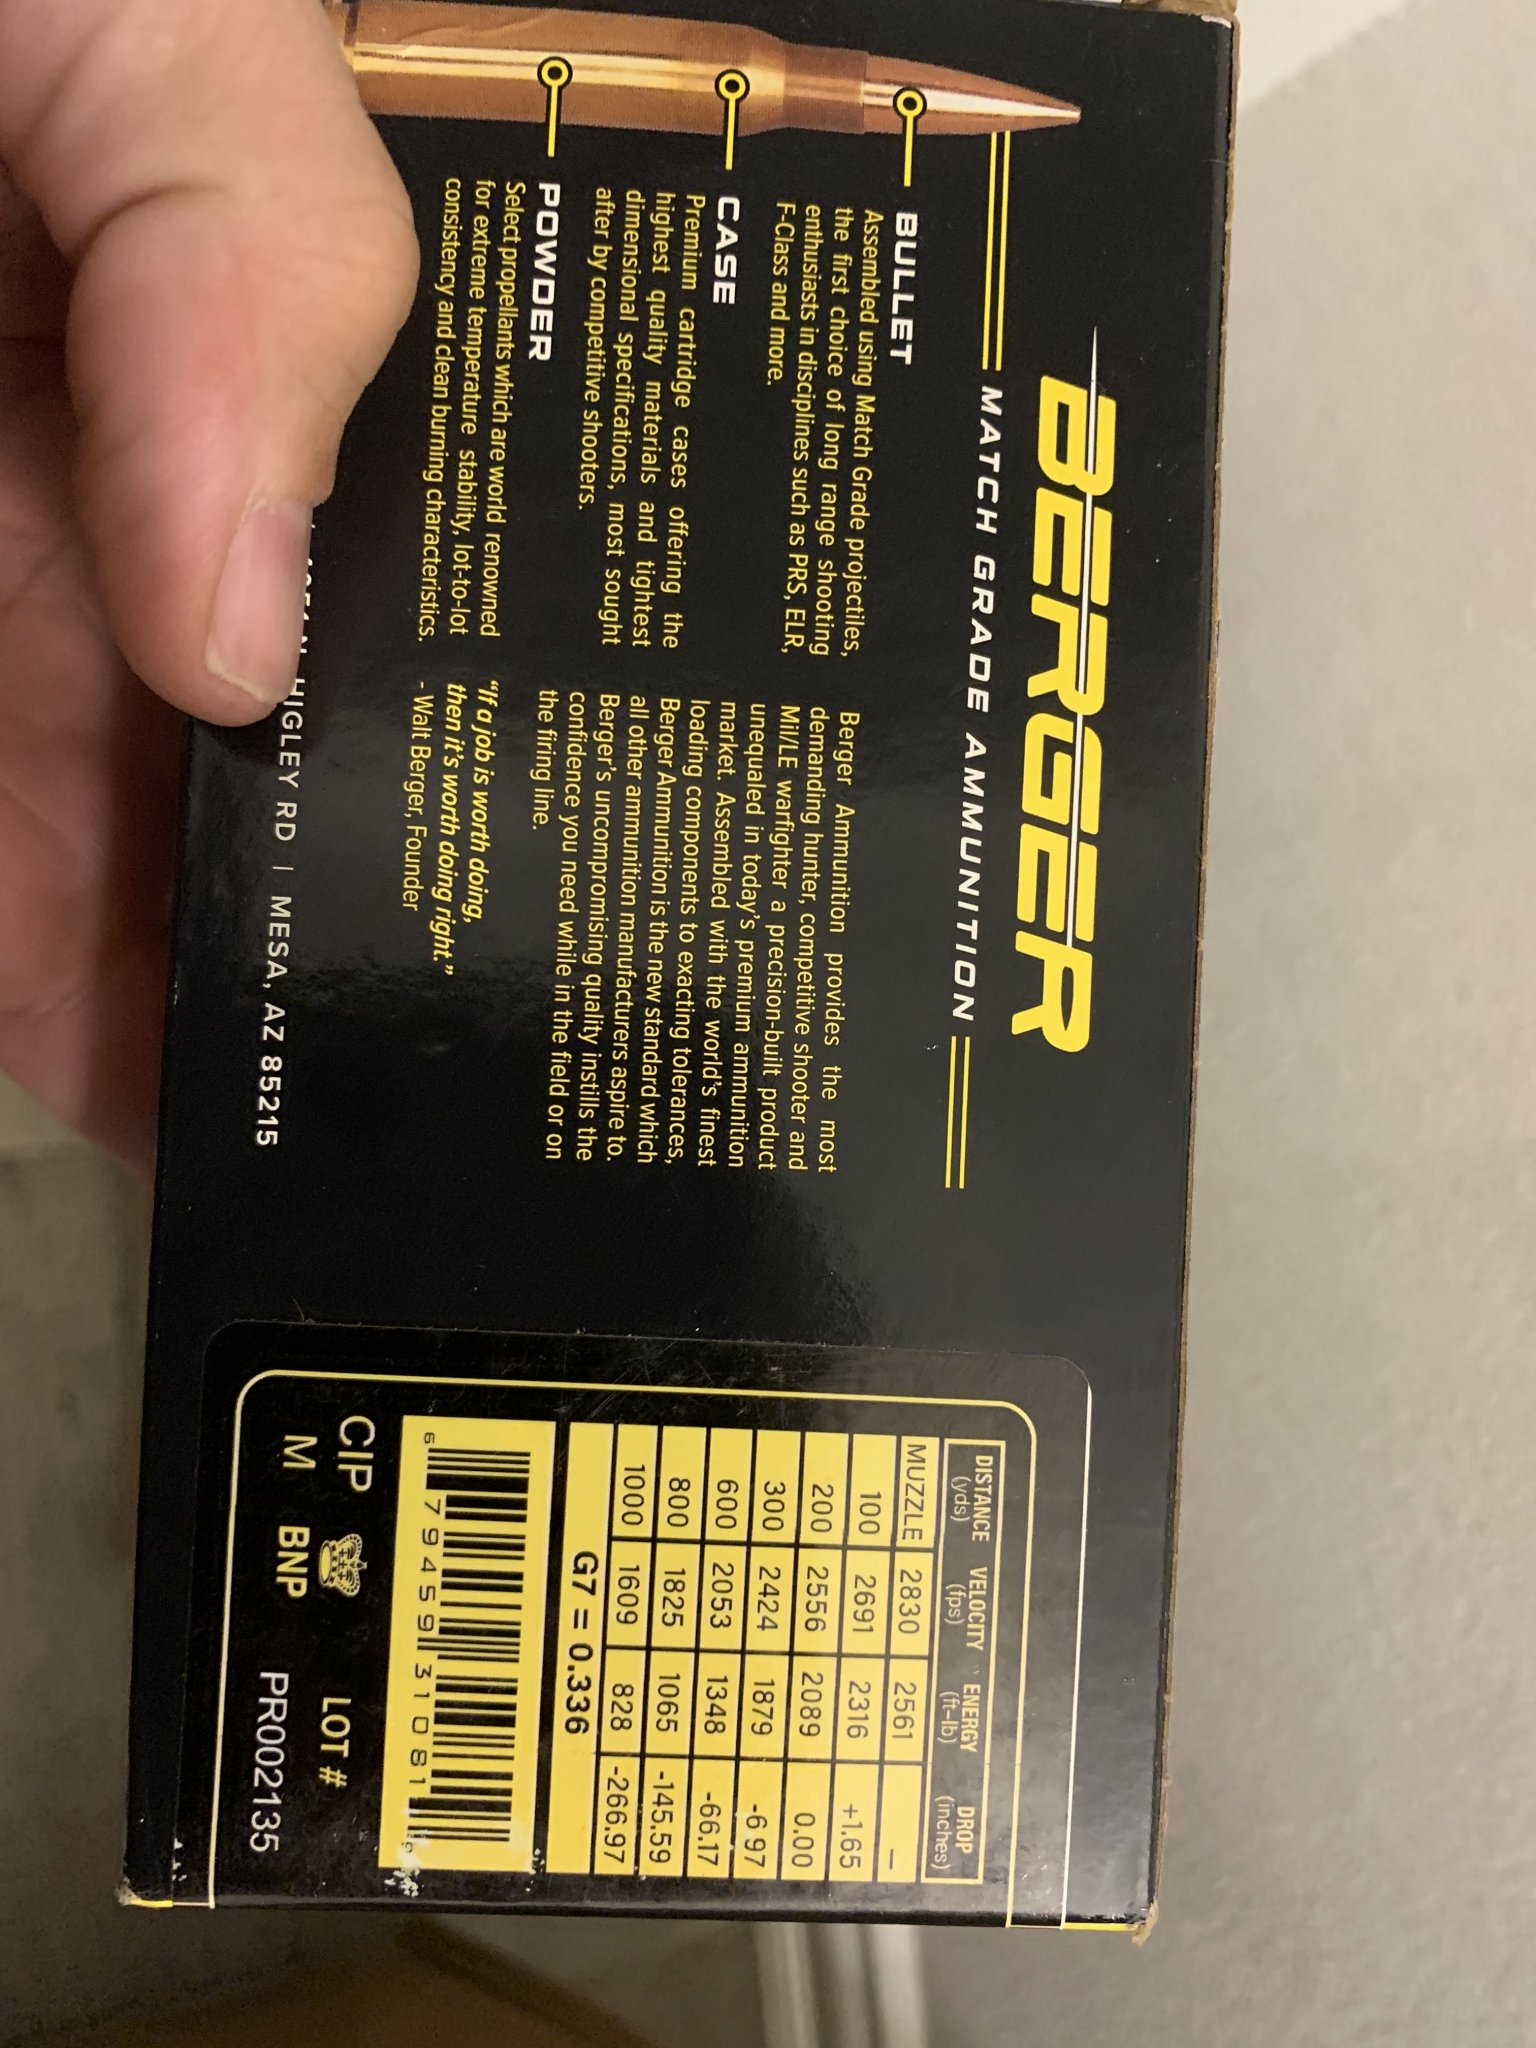 BERGER
MATCH GRADE AMMUNITION
BULLET
Assembled using Match Grade projectiles,
the first choice of long range shooting
enthusiasts in disciplines such as PRS, ELR,
F-Class and more.
CASE
Premium cartridge cases offering the
highest quality materials and tightest
dimensional specifications, most sought
after by competitive shooters.
POWDER
Select propellants which are world renowned
for extreme temperature stability, lot-to-lot
consistency and clean burning characteristics.
Berger Ammunition provides the most
demanding hunter, competitive shooter and
Mil/LE warfighter a precision-built product
unequaled in today's premium ammunition
market. Assembled with the world's finest
loading components to exacting tolerances,
Berger Ammunition is the new standard which
all other ammunition manufacturers aspire to.
Berger's uncompromising quality instills the
confidence you need while in the field or on
the firing line.
"If a job is worth doing,
then it's worth doing right."
- Walt Berger, Founder
HIGLEY RD | MESA, AZ 85215
DISTANCE VELOCITY ENERGY DROP
(yds) (fps) (ft-lb) (inches)
MUZZLE 2830 2561 –
100 2691 2316 +1.65
200 2556 2089 0.00
300 2424 1879 -6.97
600 2053 1348 -66.17
800 1825 1065 -145.59
1000 1609 828 -266.97
G7 = 0.336
6 79459 31081
CIP LOT #
M BNP PR002135